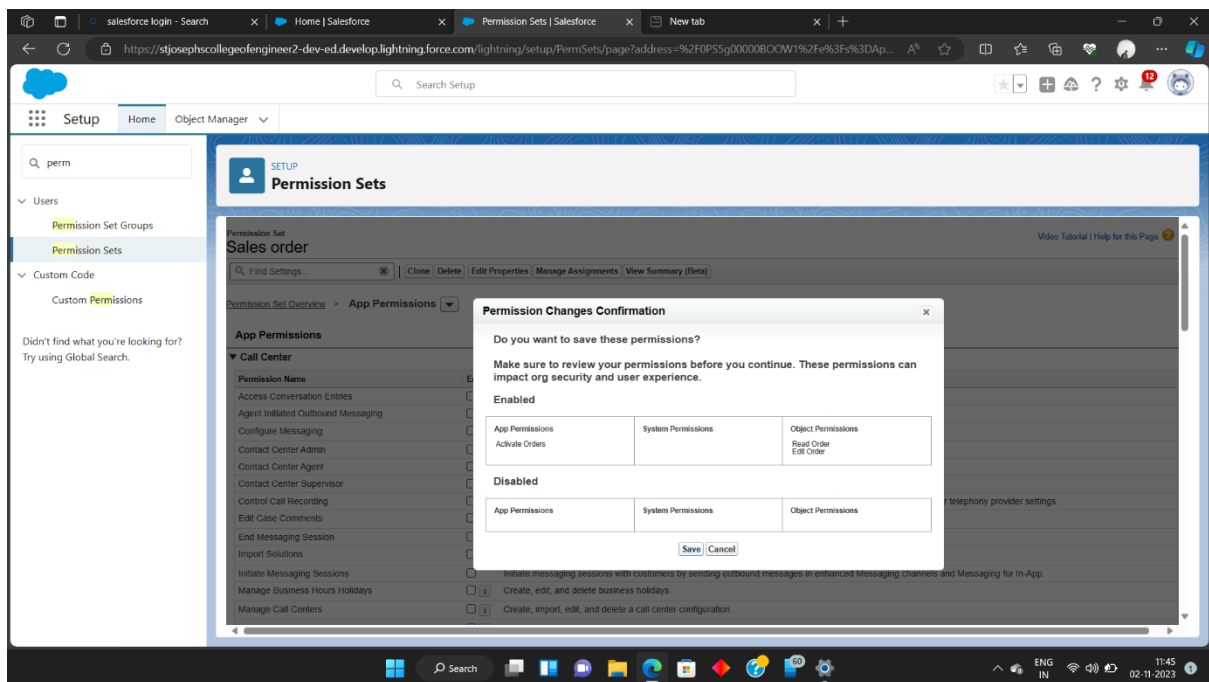 salesforce login - Search
Home | Salesforce
Permission Sets | Salesforce
New tab
https://stjosephscollegeofengineer2-dev-ed.develop.lightning.force.com/lightning/setup/PermSets/page?address=%2F0PS5g00000BOOW1%2Fe%3Fs%3DAp...
Search Setup
12
Setup Home Object Manager
perm
Users
Permission Set Groups
Permission Sets
Custom Code
Custom Permissions
Didn't find what you're looking for?
Try using Global Search.
SETUP
Permission Sets
Permission Set
Sales order
Video Tutorial | Help for this Page
Find Settings... Clone Delete Edit Properties Manage Assignments View Summary (Beta)
Permission Set Overview > App Permissions
App Permissions
Call Center
Permission Name
Access Conversation Entries
Agent Initiated Outbound Messaging
Configure Messaging
Contact Center Admin
Contact Center Agent
Contact Center Supervisor
Control Call Recording telephony provider settings.
Edit Case Comments
End Messaging Session
Import Solutions
Initiate Messaging Sessions Initiate messaging sessions with customers by sending outbound messages in enhanced Messaging channels and Messaging for In-App.
Manage Business Hours Holidays Create, edit, and delete business holidays.
Manage Call Centers Create, import, edit, and delete a call center configuration.
Permission Changes Confirmation
Do you want to save these permissions?
Make sure to review your permissions before you continue. These permissions can
impact org security and user experience.
Enabled
App Permissions System Permissions Object Permissions
Activate Orders Read Order
Edit Order
Disabled
App Permissions System Permissions Object Permissions
Save Cancel
Search
60
ENG
IN
11:45
02-11-2023
1